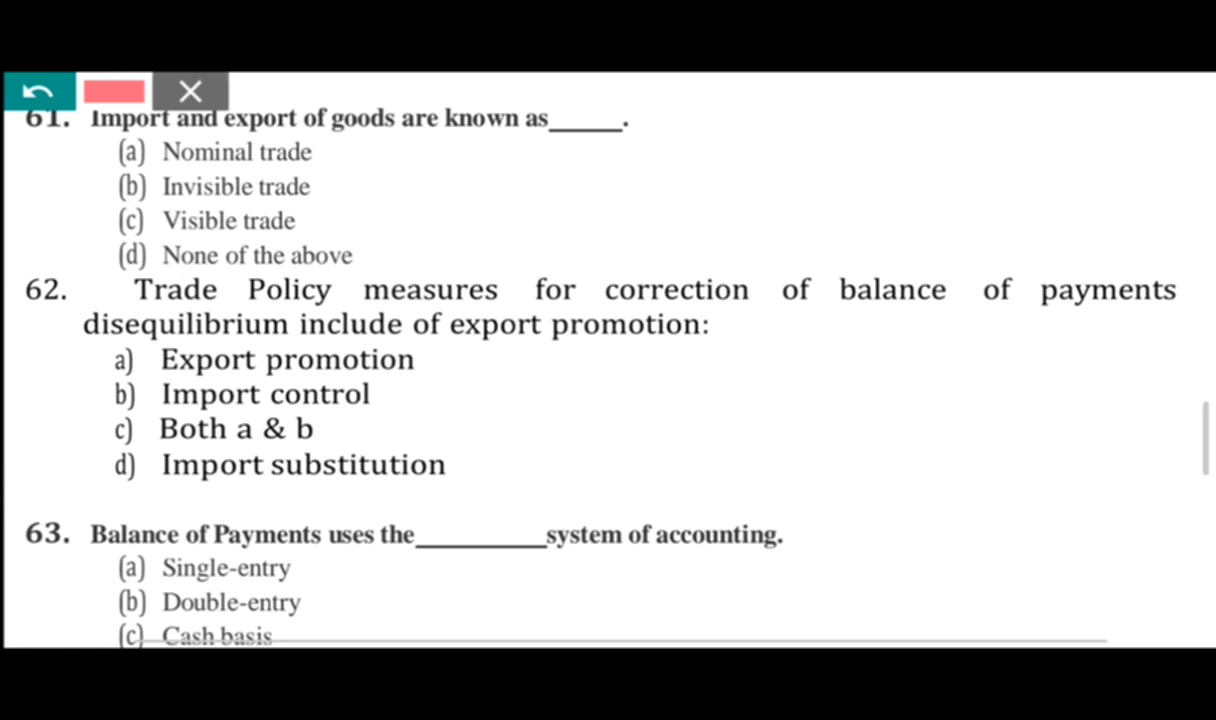 61. Import and export of goods are known as_____.
(a) Nominal trade
(b) Invisible trade
(c) Visible trade
(d) None of the above
62. Trade Policy measures for correction of balance of payments
disequilibrium include of export promotion:
a) Export promotion
b) Import control
c) Both a & b
d) Import substitution
63. Balance of Payments uses the_________system of accounting.
(a) Single-entry
(b) Double-entry
(c) Cash basis